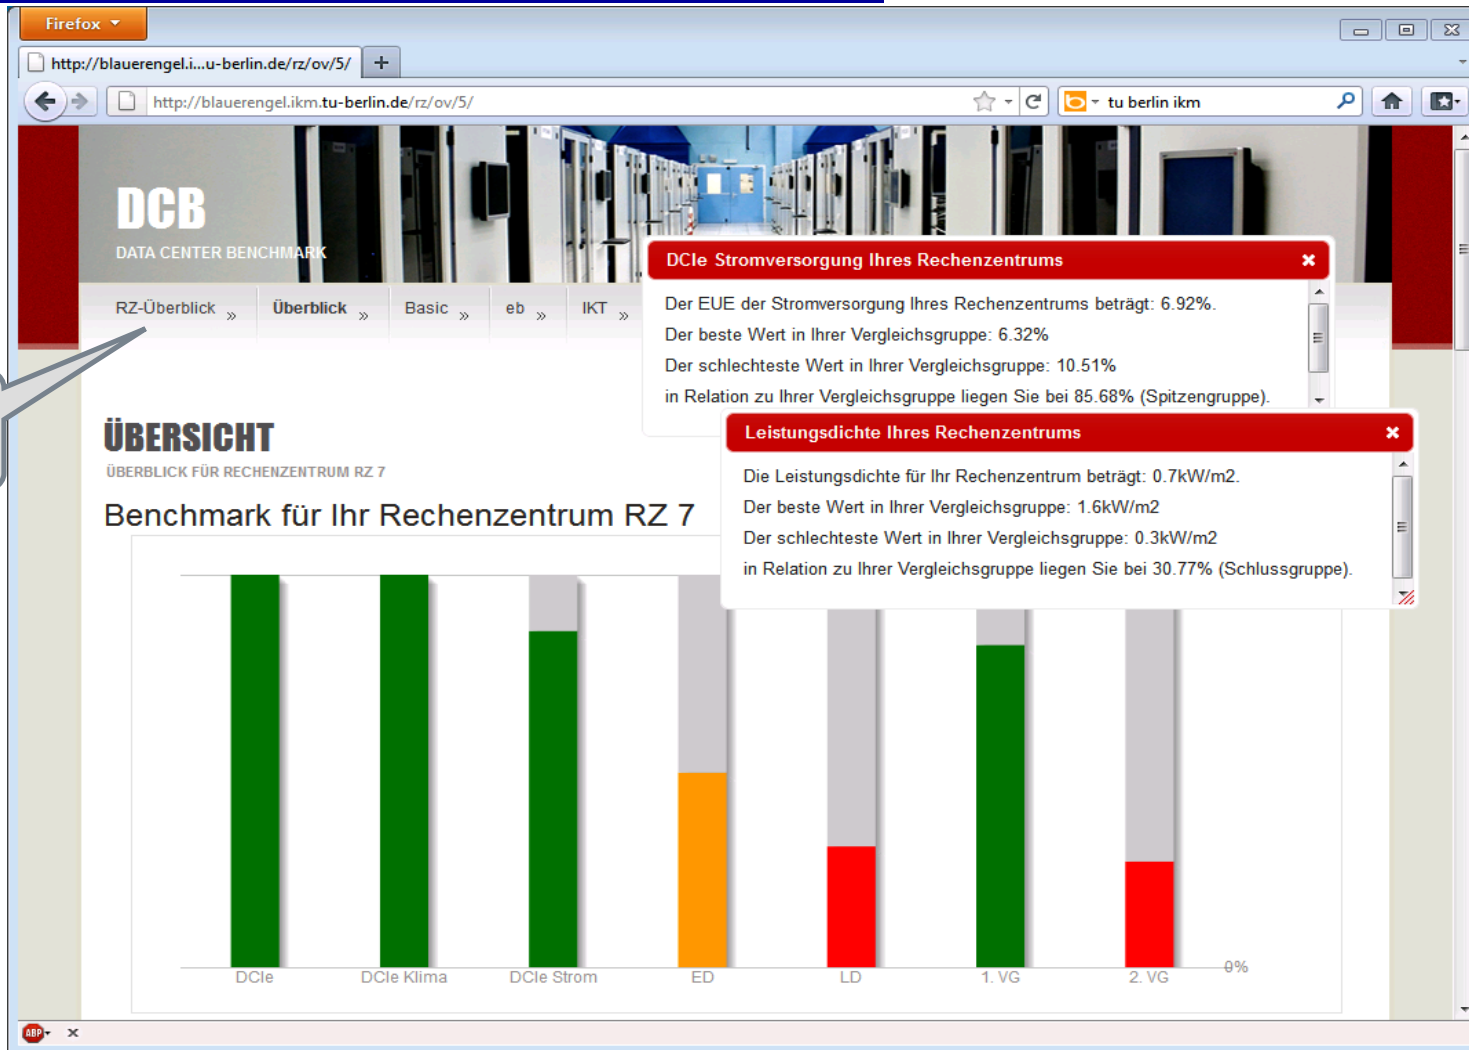 Firefox
http://blauerengel.i...u-berlin.de/rz/ov/5/
http://blauerengel.ikm.tu-berlin.de/rz/ov/5/
tu berlin ikm
DCB
DATA CENTER BENCHMARK
RZ-Überblick »
Überblick »
Basic »
eb »
IKT »
DCIe Stromversorgung Ihres Rechenzentrums
Der EUE der Stromversorgung Ihres Rechenzentrums beträgt: 6.92%.
Der beste Wert in Ihrer Vergleichsgruppe: 6.32%
Der schlechteste Wert in Ihrer Vergleichsgruppe: 10.51%
in Relation zu Ihrer Vergleichsgruppe liegen Sie bei 85.68% (Spitzengruppe).
Leistungsdichte Ihres Rechenzentrums
Die Leistungsdichte für Ihr Rechenzentrum beträgt: 0.7kW/m2.
Der beste Wert in Ihrer Vergleichsgruppe: 1.6kW/m2
Der schlechteste Wert in Ihrer Vergleichsgruppe: 0.3kW/m2
in Relation zu Ihrer Vergleichsgruppe liegen Sie bei 30.77% (Schlussgruppe).
ÜBERSICHT
ÜBERBLICK FÜR RECHENZENTRUM RZ 7
Benchmark für Ihr Rechenzentrum RZ 7
0%
DCIe
DCIe Klima
DCIe Strom
ED
LD
1. VG
2. VG
ABP